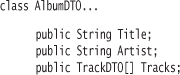 class AlbumDTO...
public String Title;
public String Artist;
public TrackDTO[] Tracks;